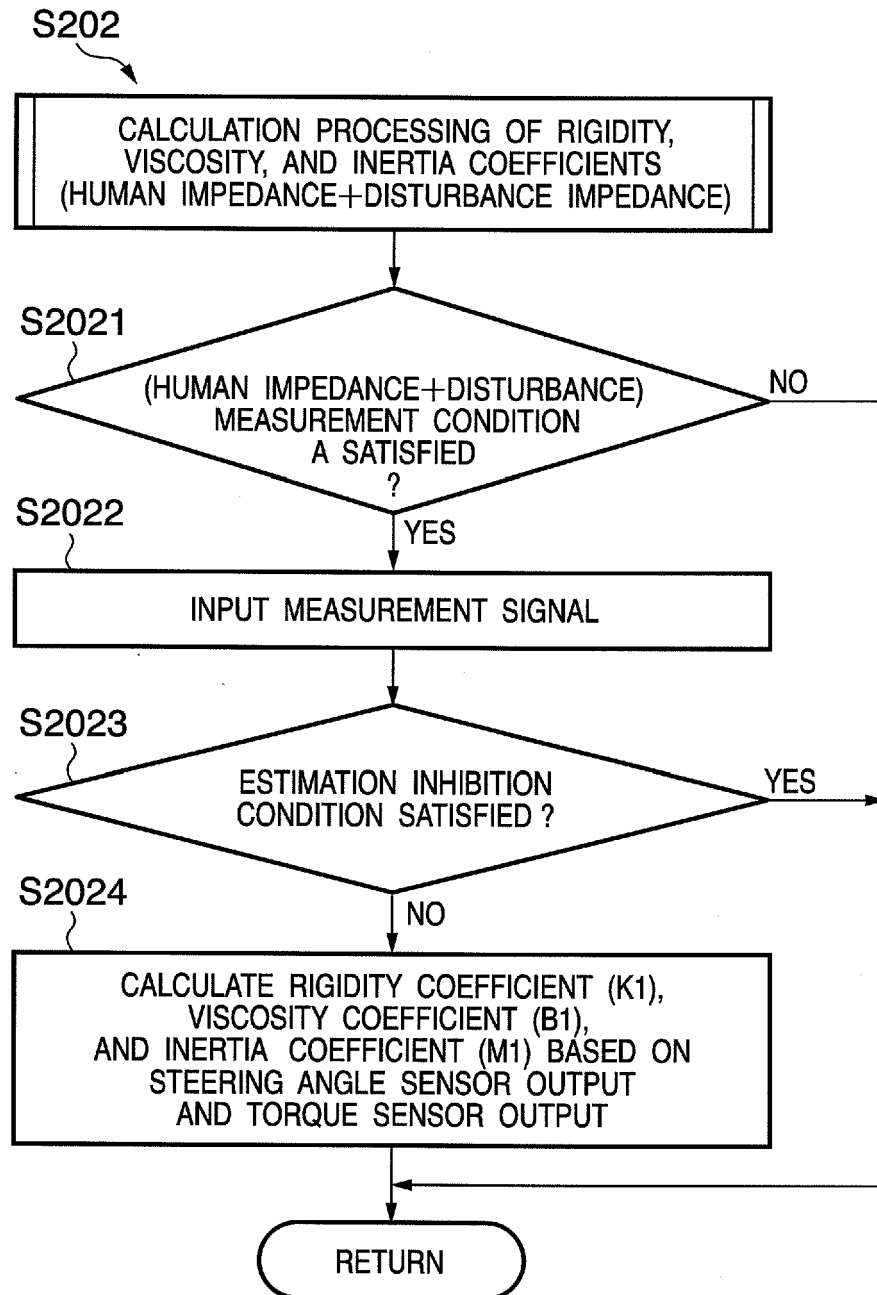 S202
CALCULATION PROCESSING OF RIGIDITY,
VISCOSITY, AND INERTIA COEFFICIENTS
(HUMAN IMPEDANCE+DISTURBANCE IMPEDANCE)
S2021
(HUMAN IMPEDANCE+DISTURBANCE)
MEASUREMENT CONDITION
A SATISFIED
?
NO
YES
S2022
INPUT MEASUREMENT SIGNAL
S2023
ESTIMATION INHIBITION
CONDITION SATISFIED ?
YES
NO
S2024
CALCULATE RIGIDITY COEFFICIENT (K1),
VISCOSITY COEFFICIENT (B1),
AND INERTIA COEFFICIENT (M1) BASED ON
STEERING ANGLE SENSOR OUTPUT
AND TORQUE SENSOR OUTPUT
RETURN